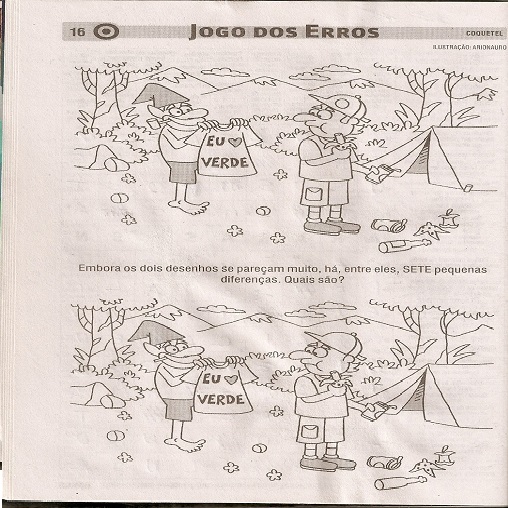 16 JOGO DOS ERROS COQUETEL
ILUSTRAÇÃO: ARIONAURO
EU ♥
VERDE
Embora os dois desenhos se pareçam muito, há, entre eles, SETE pequenas
diferenças. Quais são?
EU ♥
VERDE